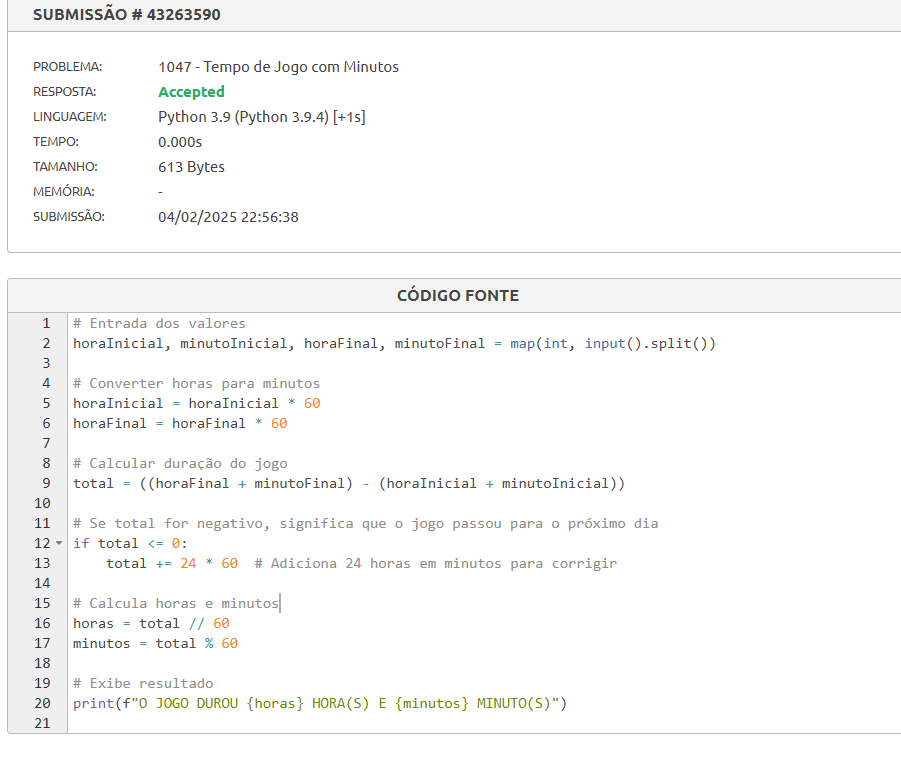 SUBMISSÃO # 43263590
PROBLEMA: 1047 - Tempo de Jogo com Minutos
RESPOSTA: Accepted
LINGUAGEM: Python 3.9 (Python 3.9.4) [+1s]
TEMPO: 0.000s
TAMANHO: 613 Bytes
MEMÓRIA: -
SUBMISSÃO: 04/02/2025 22:56:38
CÓDIGO FONTE
1 # Entrada dos valores
2 horaInicial, minutoInicial, horaFinal, minutoFinal = map(int, input().split())
3
4 # Converter horas para minutos
5 horaInicial = horaInicial * 60
6 horaFinal = horaFinal * 60
7
8 # Calcular duração do jogo
9 total = ((horaFinal + minutoFinal) - (horaInicial + minutoInicial))
10
11 # Se total for negativo, significa que o jogo passou para o próximo dia
12 if total <= 0:
13     total += 24 * 60  # Adiciona 24 horas em minutos para corrigir
14
15 # Calcula horas e minutos
16 horas = total // 60
17 minutos = total % 60
18
19 # Exibe resultado
20 print(f"O JOGO DUROU {horas} HORA(S) E {minutos} MINUTO(S)")
21